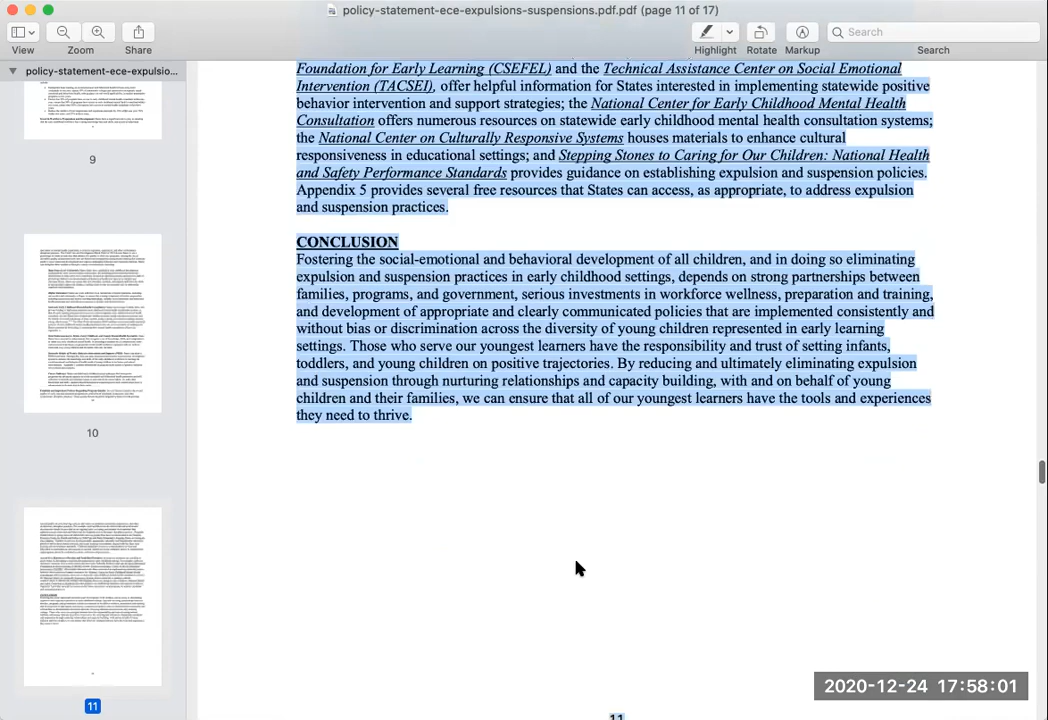 policy-statement-ece-expulsions-suspensions.pdf.pdf (page 11 of 17)
View
Zoom
Share
Highlight
Rotate
Markup
Search
Search
policy-statement-ece-expulsio...
9
10
11
Foundation for Early Learning (CSEFEL) and the Technical Assistance Center on Social Emotional
Intervention (TACSEI), offer helpful information for States interested in implementing statewide positive
behavior intervention and support strategies; the National Center for Early Childhood Mental Health
Consultation offers numerous resources on statewide early childhood mental health consultation systems;
the National Center on Culturally Responsive Systems houses materials to enhance cultural
responsiveness in educational settings; and Stepping Stones to Caring for Our Children: National Health
and Safety Performance Standards provides guidance on establishing expulsion and suspension policies.
Appendix 5 provides several free resources that States can access, as appropriate, to address expulsion
and suspension practices.
CONCLUSION
Fostering the social-emotional and behavioral development of all children, and in doing so eliminating
expulsion and suspension practices in early childhood settings, depends on strong partnerships between
families, programs, and government, serious investments in workforce wellness, preparation and training,
and development of appropriate and clearly communicated policies that are implemented consistently and
without bias or discrimination across the diversity of young children represented in early learning
settings. Those who serve our youngest learners have the responsibility and trust of setting infants,
toddlers, and young children on positive trajectories. By reducing and ultimately eliminating expulsion
and suspension through nurturing relationships and capacity building, with and on behalf of young
children and their families, we can ensure that all of our youngest learners have the tools and experiences
they need to thrive.
11
2020-12-24 17:58:01